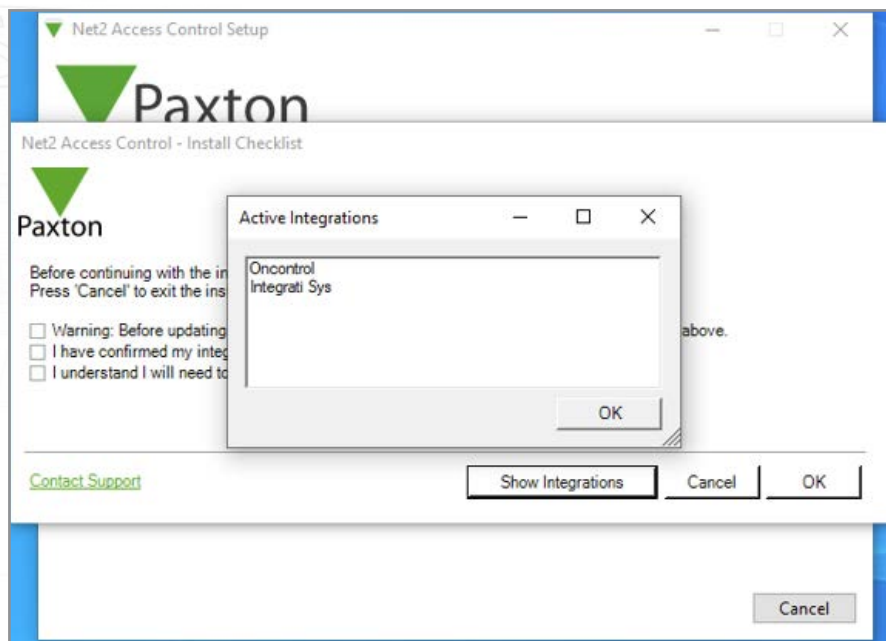 Net2 Access Control Setup
Paxton
Net2 Access Control - Install Checklist
Paxton
Active Integrations
Oncontrol
Integrati Sys
OK
Before continuing with the in
Press 'Cancel' to exit the ins
Warning: Before updating above.
I have confirmed my integ
I understand I will need to
Contact Support
Show Integrations
Cancel
OK
Cancel